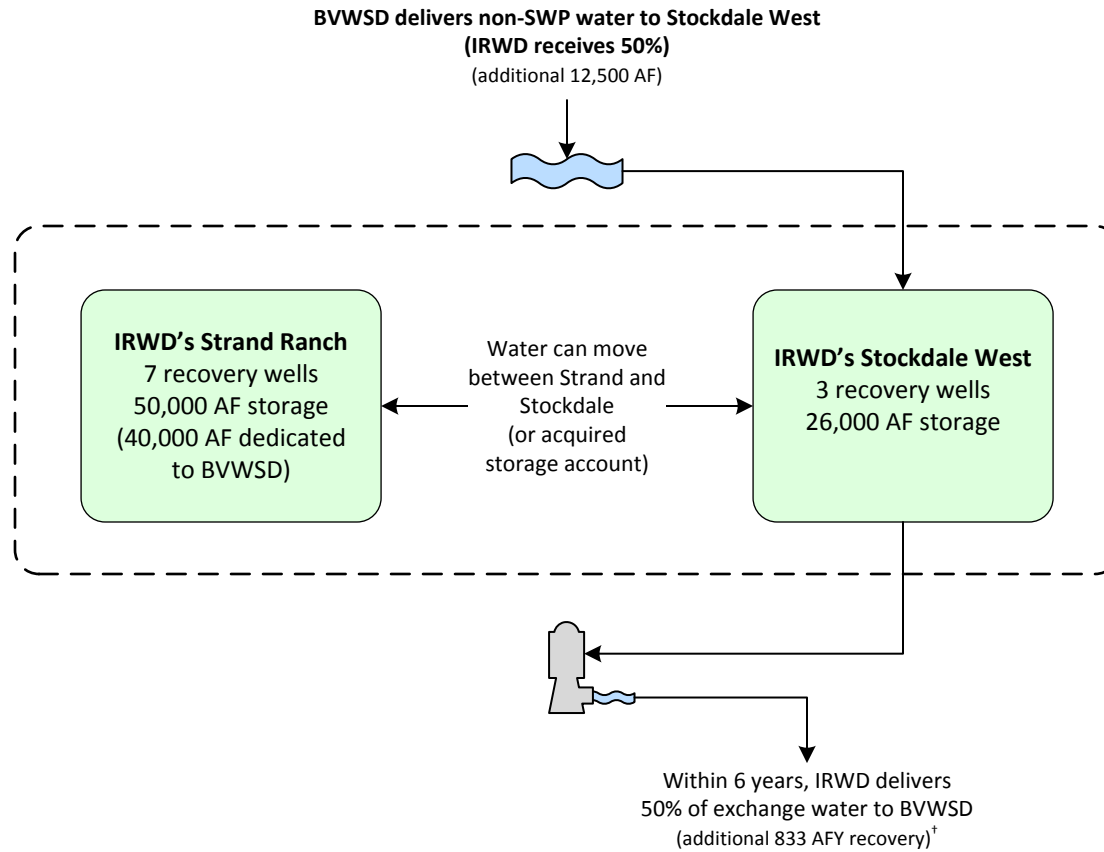 BVWSD delivers non-SWP water to Stockdale West
(IRWD receives 50%)
(additional 12,500 AF)
IRWD's Strand Ranch
7 recovery wells
50,000 AF storage
(40,000 AF dedicated
to BVWSD)
Water can move
between Strand and
Stockdale
(or acquired
storage account)
IRWD's Stockdale West
3 recovery wells
26,000 AF storage
Within 6 years, IRWD delivers
50% of exchange water to BVWSD
(additional 833 AFY recovery)†